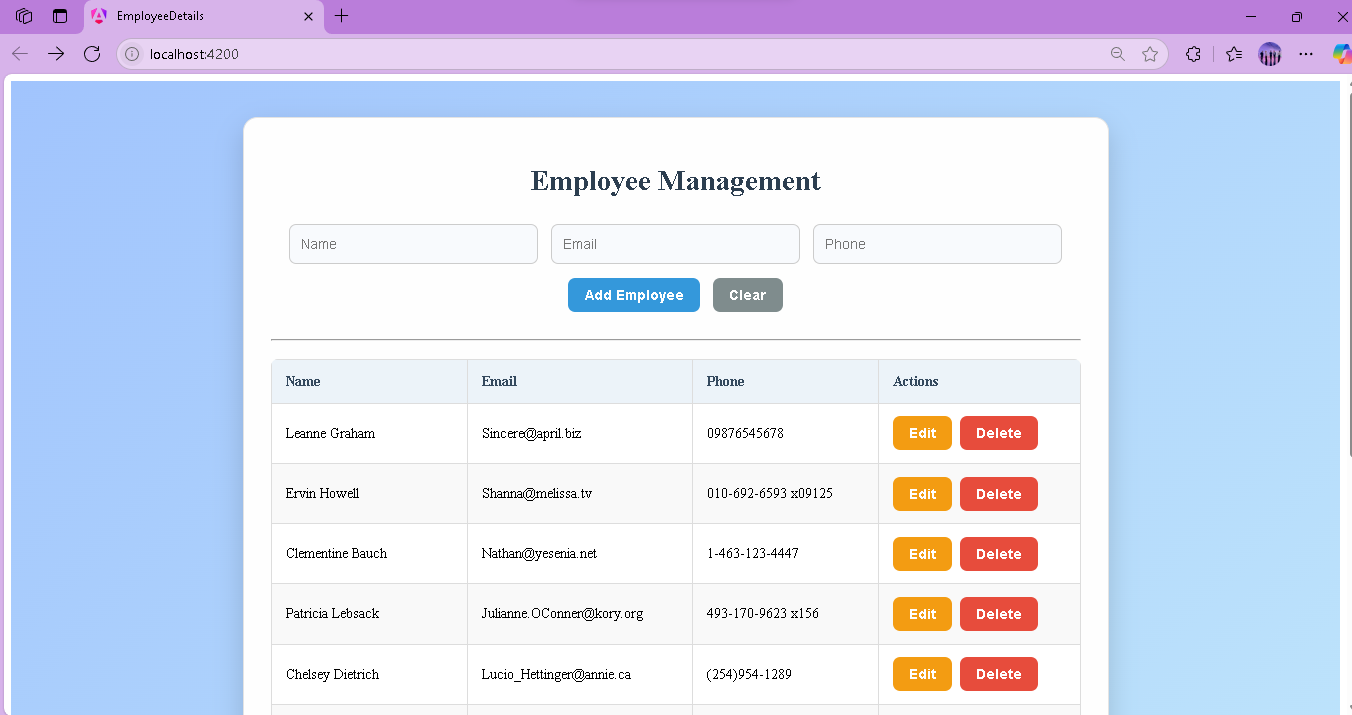 EmployeeDetails
localhost:4200
Employee Management
Name Email Phone
Add Employee Clear
Name Email Phone Actions
Leanne Graham Sincere@april.biz 09876545678 Edit Delete
Ervin Howell Shanna@melissa.tv 010-692-6593 x09125 Edit Delete
Clementine Bauch Nathan@yesenia.net 1-463-123-4447 Edit Delete
Patricia Lebsack Julianne.OConner@kory.org 493-170-9623 x156 Edit Delete
Chelsey Dietrich Lucio_Hettinger@annie.ca (254)954-1289 Edit Delete